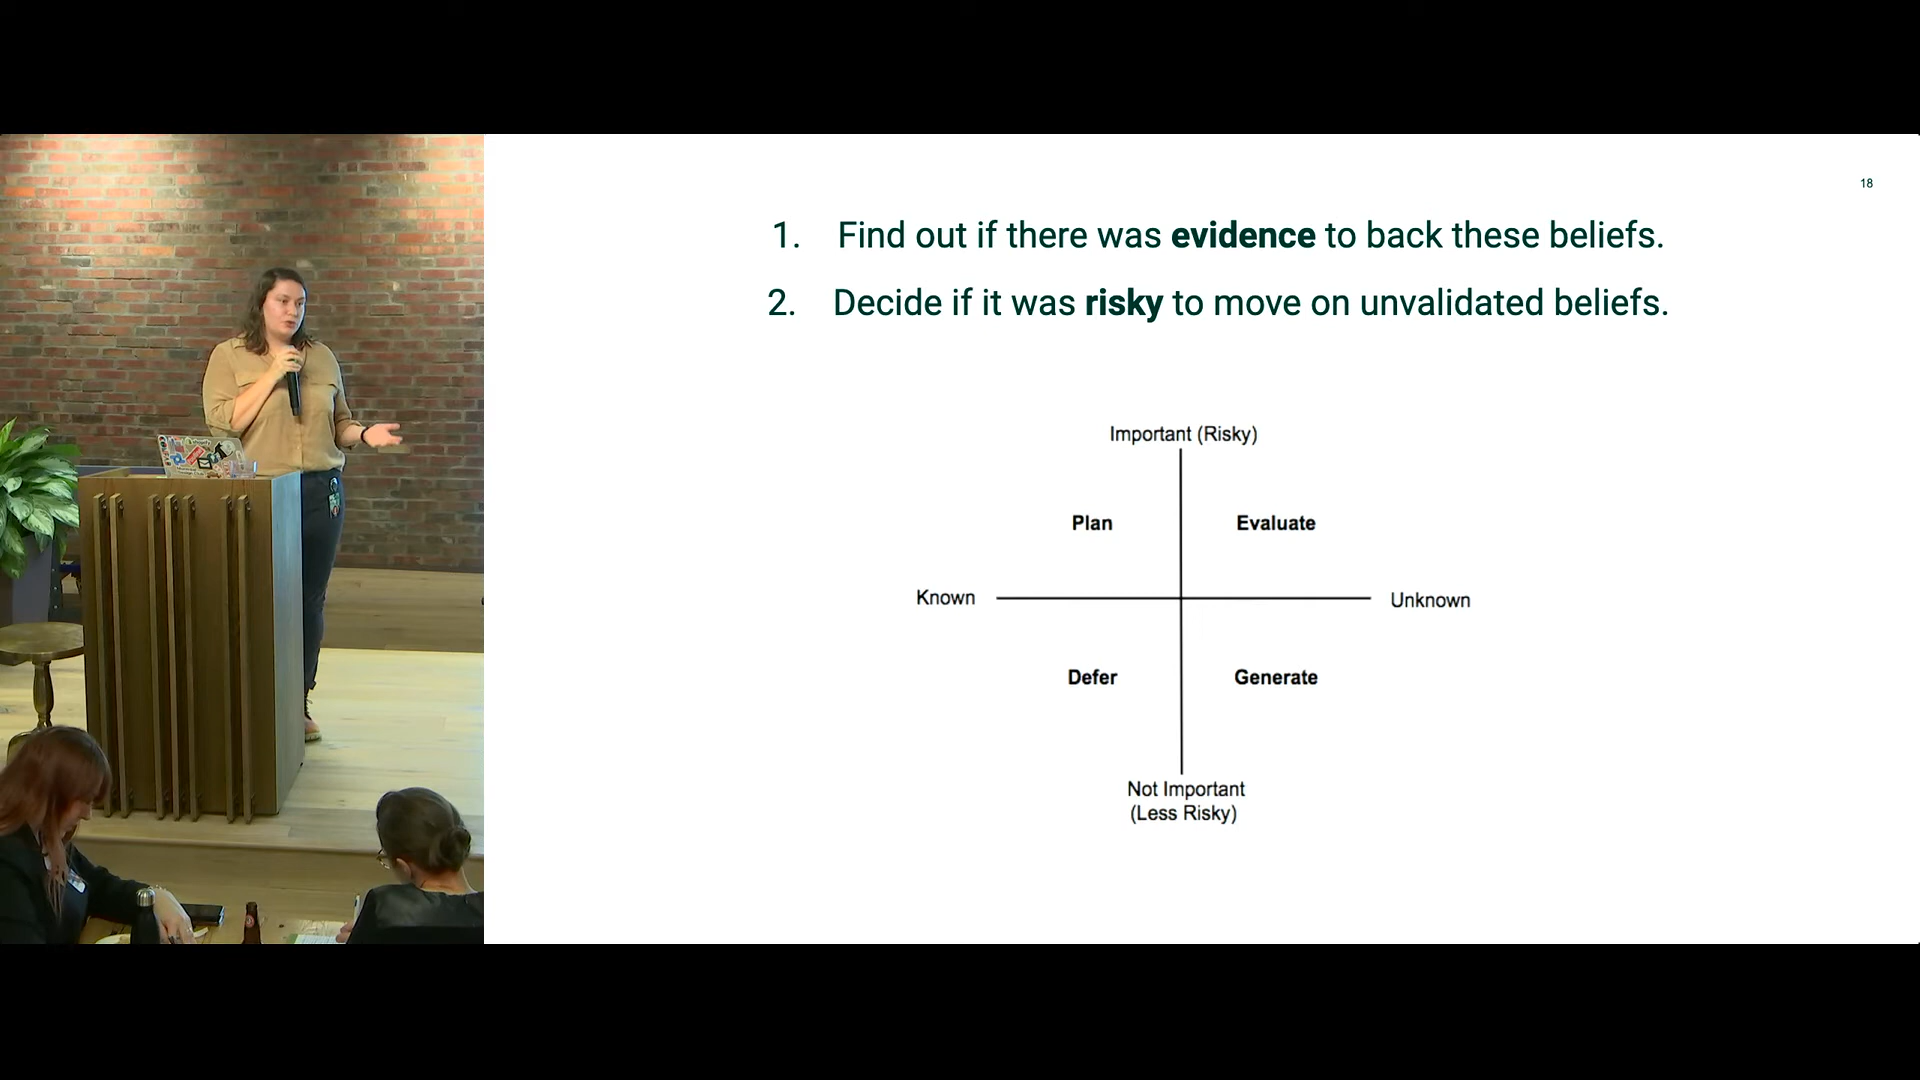 18
1. Find out if there was evidence to back these beliefs.
2. Decide if it was risky to move on unvalidated beliefs.
Important (Risky)
Plan
Evaluate
Known
Unknown
Defer
Generate
Not Important
(Less Risky)